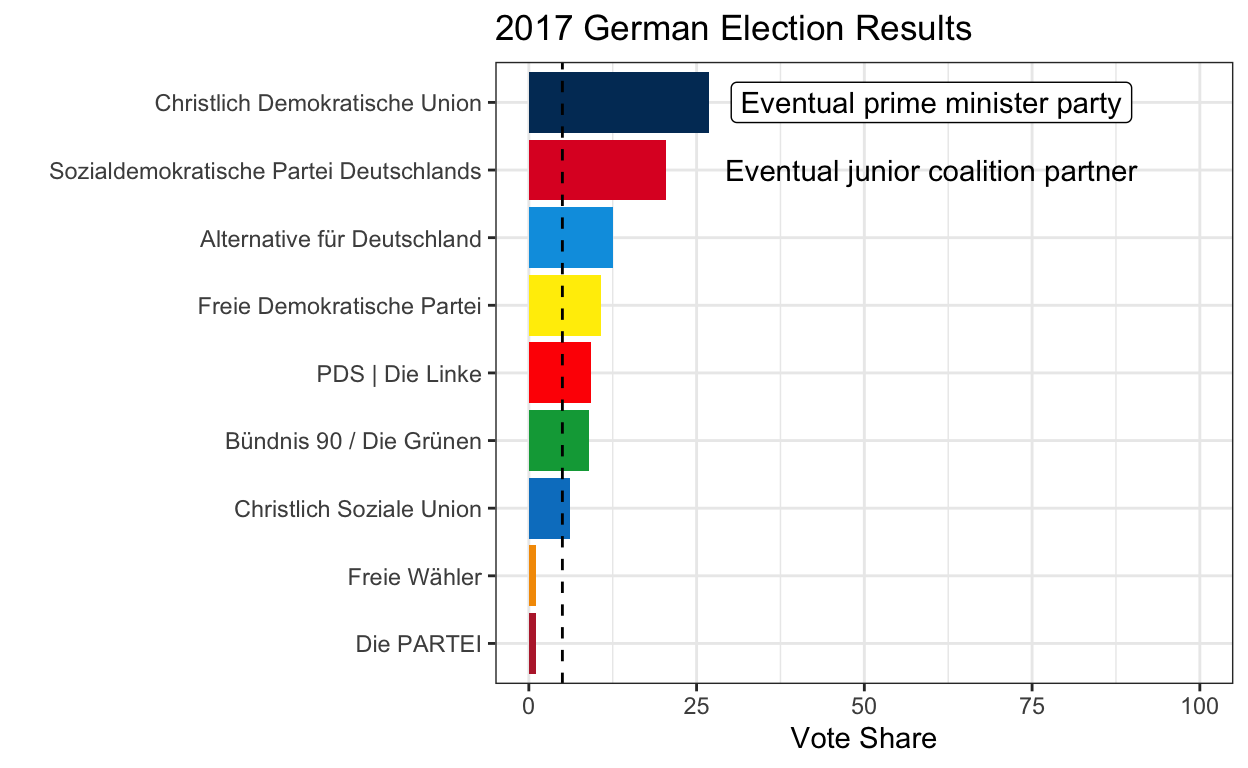 2017 German Election Results
Christlich Demokratische Union
Eventual prime minister party
Sozialdemokratische Partei Deutschlands
Eventual junior coalition partner
Alternative für Deutschland
Freie Demokratische Partei
PDS | Die Linke
Bündnis 90 / Die Grünen
Christlich Soziale Union
Freie Wähler
Die PARTEI
0 25 50 75 100
Vote Share